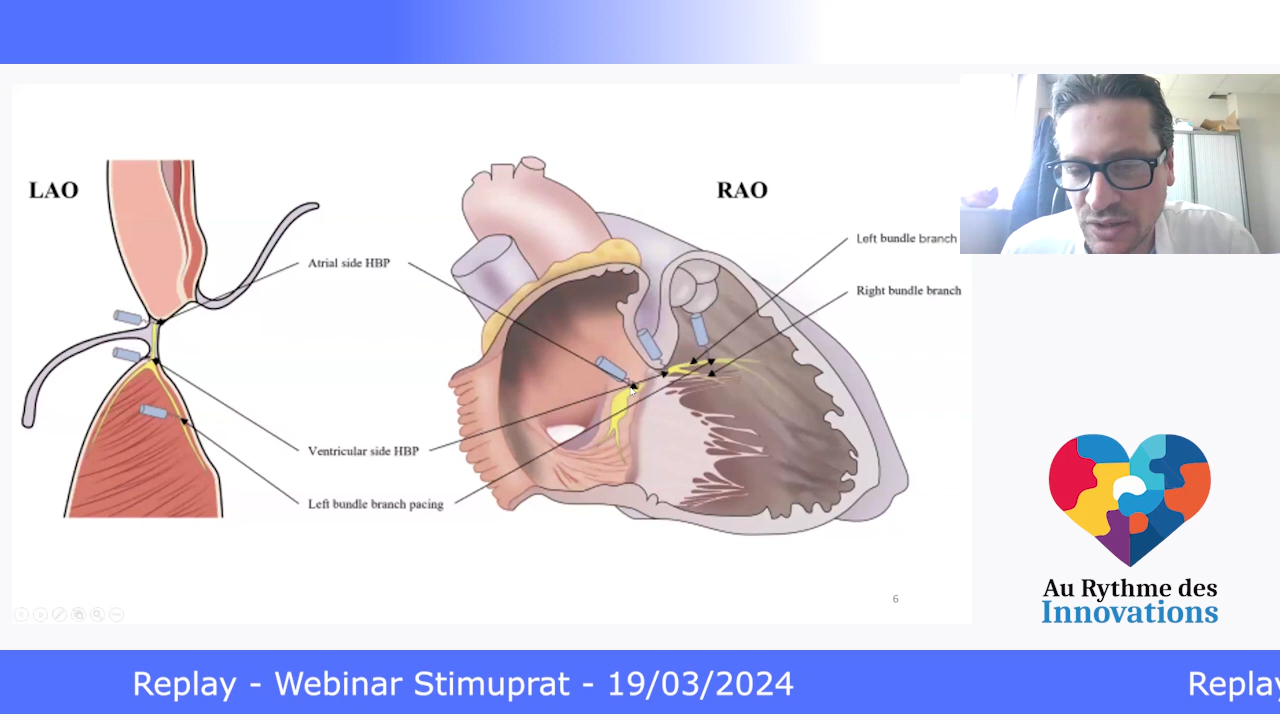 LAO
RAO
Left bundle branch
Atrial side HBP
Right bundle branch
Ventricular side HBP
Left bundle branch pacing
6
Au Rythme des
Innovations
Replay - Webinar Stimuprat - 19/03/2024
Replay